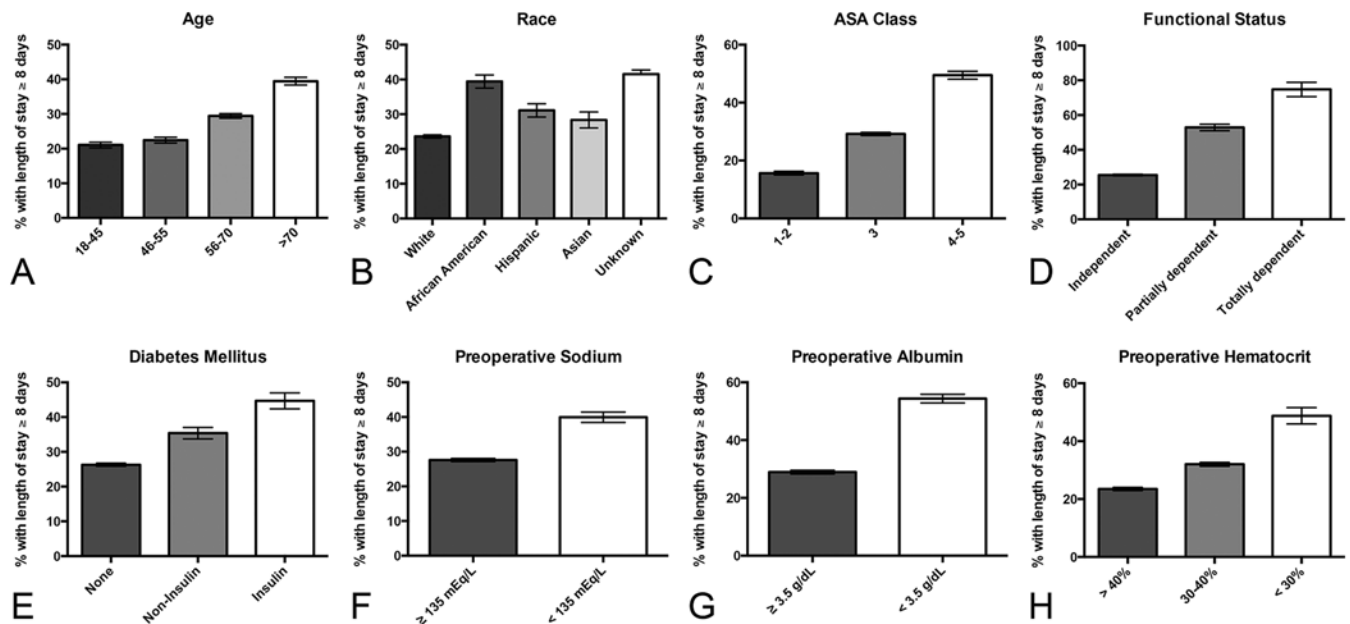 Age
% with length of stay ≥ 8 days
50
40
30
20
10
0
18-45
46-55
56-70
>70
A
Race
% with length of stay ≥ 8 days
50
40
30
20
10
0
White
African American
Hispanic
Asian
Unknown
B
ASA Class
% with length of stay ≥ 8 days
60
40
20
0
1-2
3
4-5
C
Functional Status
% with length of stay ≥ 8 days
100
80
60
40
20
0
Independent
Partially dependent
Totally dependent
D
Diabetes Mellitus
% with length of stay ≥ 8 days
50
40
30
20
10
0
None
Non-Insulin
Insulin
E
Preoperative Sodium
% with length of stay ≥ 8 days
50
40
30
20
10
0
≥ 135 mEq/L
< 135 mEq/L
F
Preoperative Albumin
% with length of stay ≥ 8 days
60
40
20
0
≥ 3.5 g/dL
< 3.5 g/dL
G
Preoperative Hematocrit
% with length of stay ≥ 8 days
60
40
20
0
> 40%
30-40%
< 30%
H